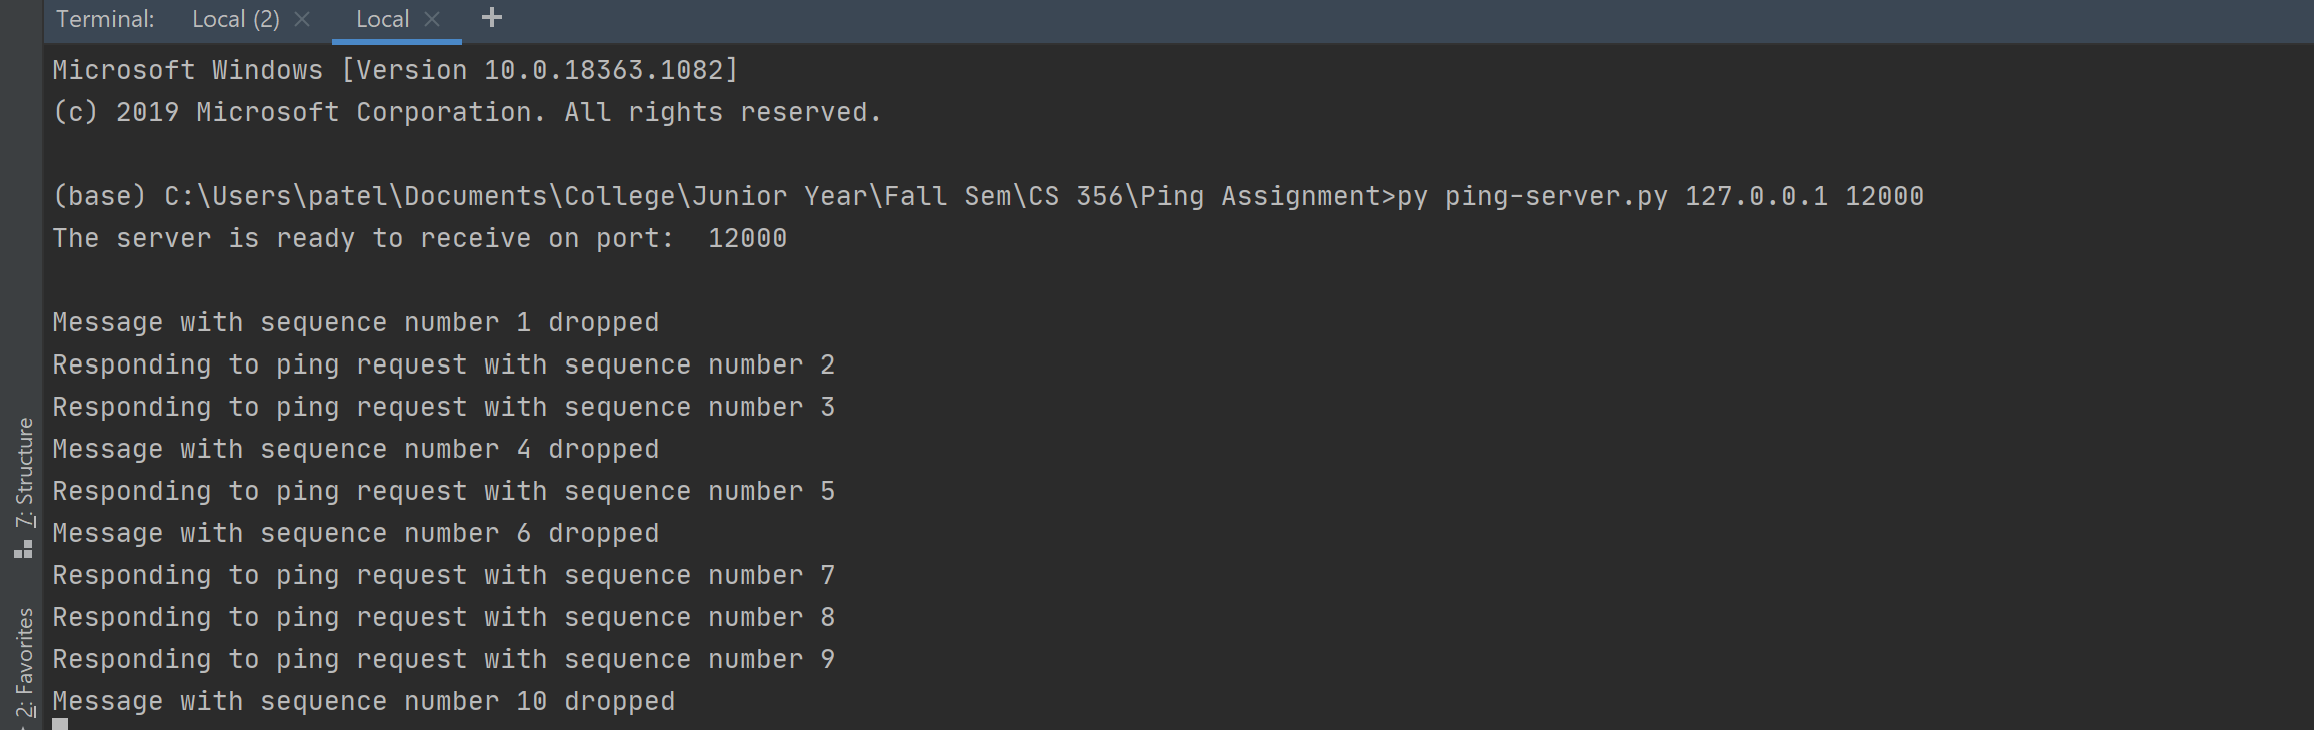 Terminal: Local (2) Local
Microsoft Windows [Version 10.0.18363.1082]
(c) 2019 Microsoft Corporation. All rights reserved.
(base) C:\Users\patel\Documents\College\Junior Year\Fall Sem\CS 356\Ping Assignment>py ping-server.py 127.0.0.1 12000
The server is ready to receive on port:  12000
Message with sequence number 1 dropped
Responding to ping request with sequence number 2
Responding to ping request with sequence number 3
Message with sequence number 4 dropped
Responding to ping request with sequence number 5
Message with sequence number 6 dropped
Responding to ping request with sequence number 7
Responding to ping request with sequence number 8
Responding to ping request with sequence number 9
Message with sequence number 10 dropped
7: Structure
2: Favorites